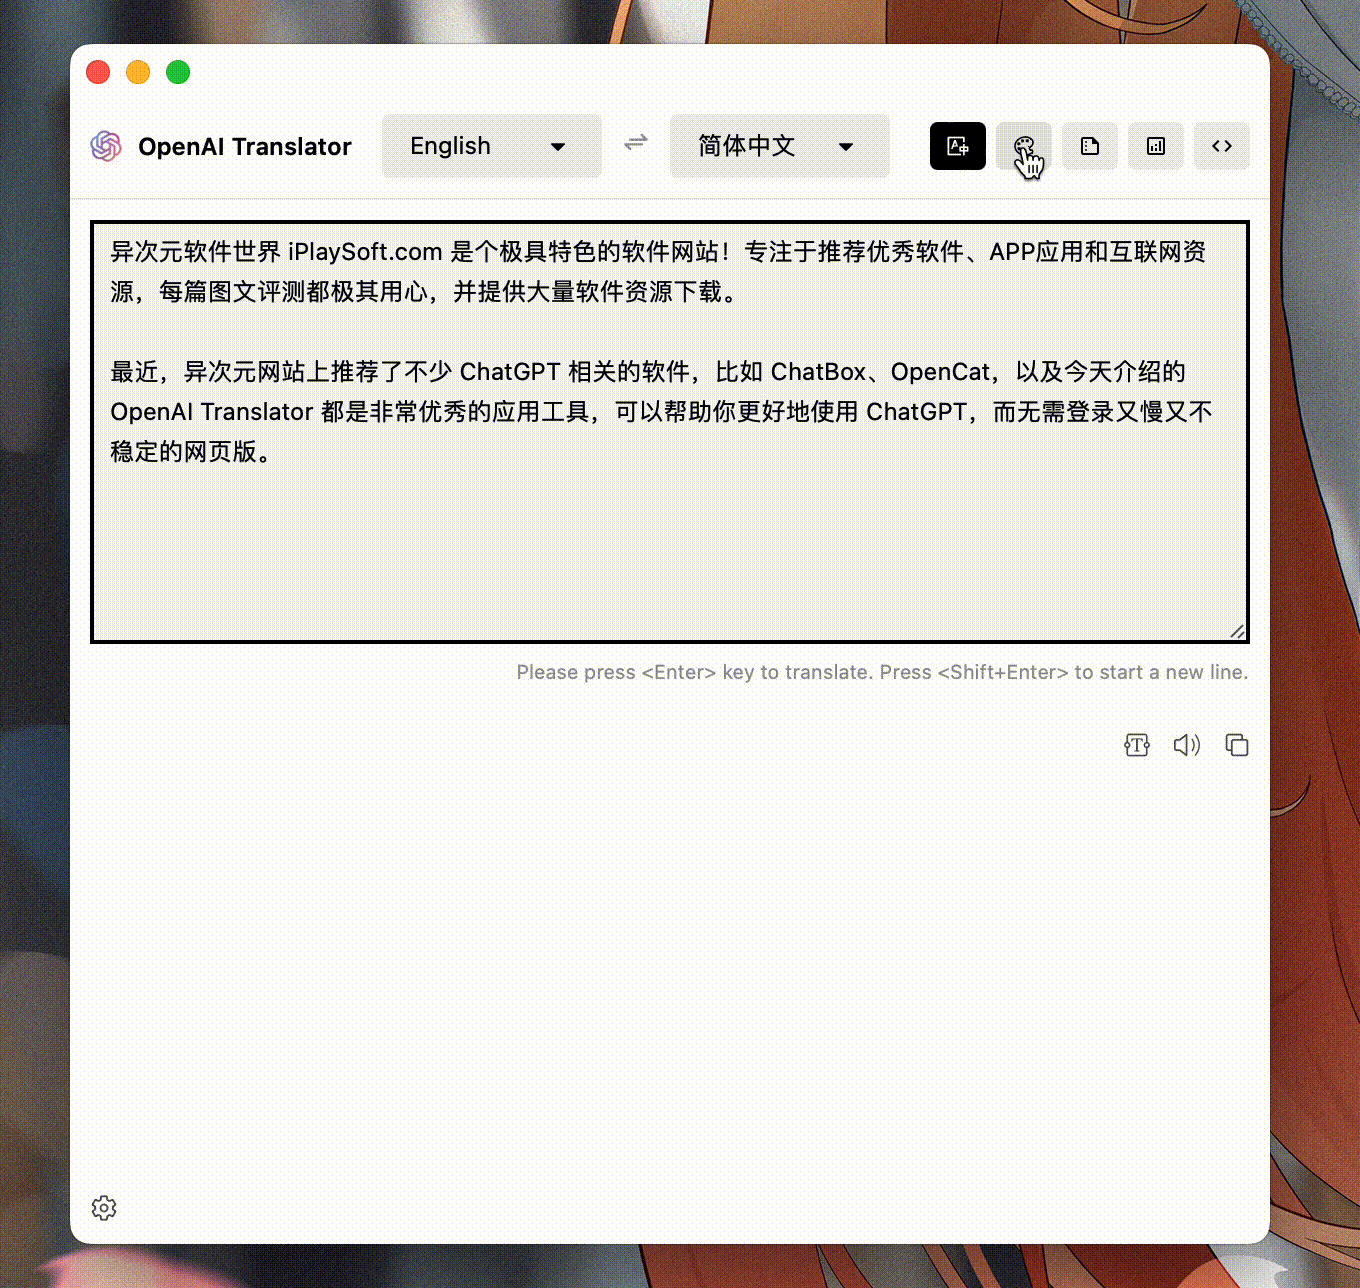 OpenAI Translator English 简体中文
异次元软件世界 iPlaySoft.com 是个极具特色的软件网站！专注于推荐优秀软件、APP应用和互联网资
源，每篇图文评测都极其用心，并提供大量软件资源下载。
最近，异次元网站上推荐了不少 ChatGPT 相关的软件，比如 ChatBox、OpenCat，以及今天介绍的
OpenAI Translator 都是非常优秀的应用工具，可以帮助你更好地使用 ChatGPT，而无需登录又慢又不
稳定的网页版。
Please press <Enter> key to translate. Press <Shift+Enter> to start a new line.